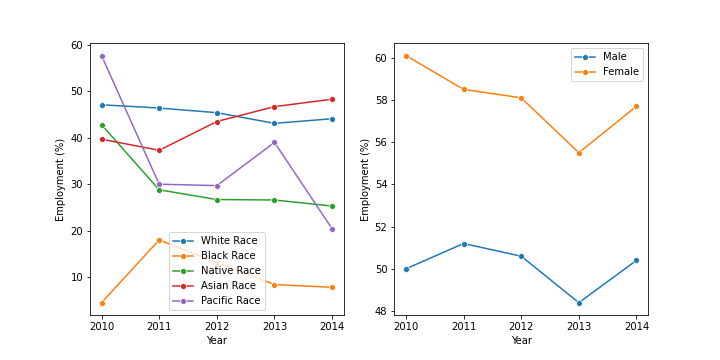 60
50
40
30
20
10
Employment (%)
2010
2011
2012
2013
2014
Year
White Race
Black Race
Native Race
Asian Race
Pacific Race
60
58
56
54
52
50
48
Employment (%)
2010
2011
2012
2013
2014
Year
Male
Female